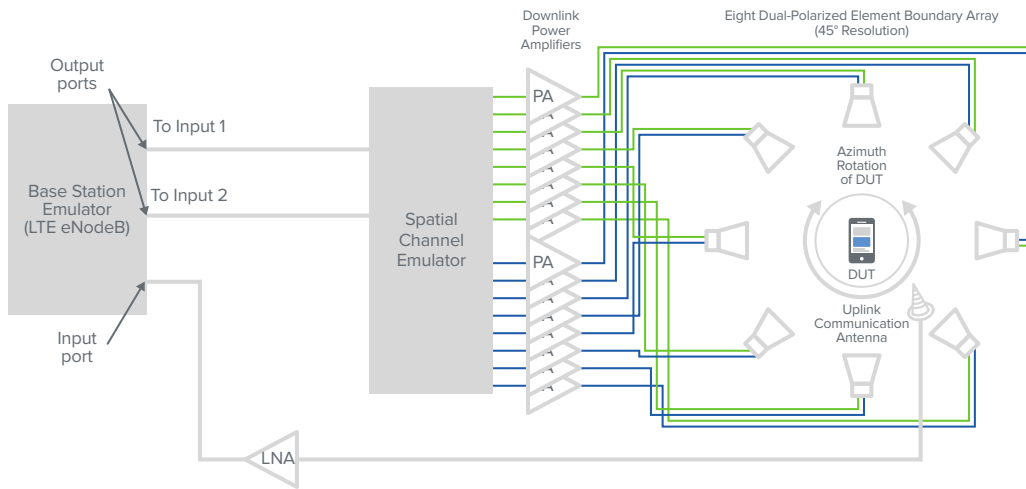 Downlink
Power
Amplifiers
Eight Dual-Polarized Element Boundary Array
(45° Resolution)
Output
ports
To Input 1
To Input 2
Base Station
Emulator
(LTE eNodeB)
Input
port
Spatial
Channel
Emulator
PA
PA
Azimuth
Rotation
of DUT
DUT
Uplink
Communication
Antenna
LNA